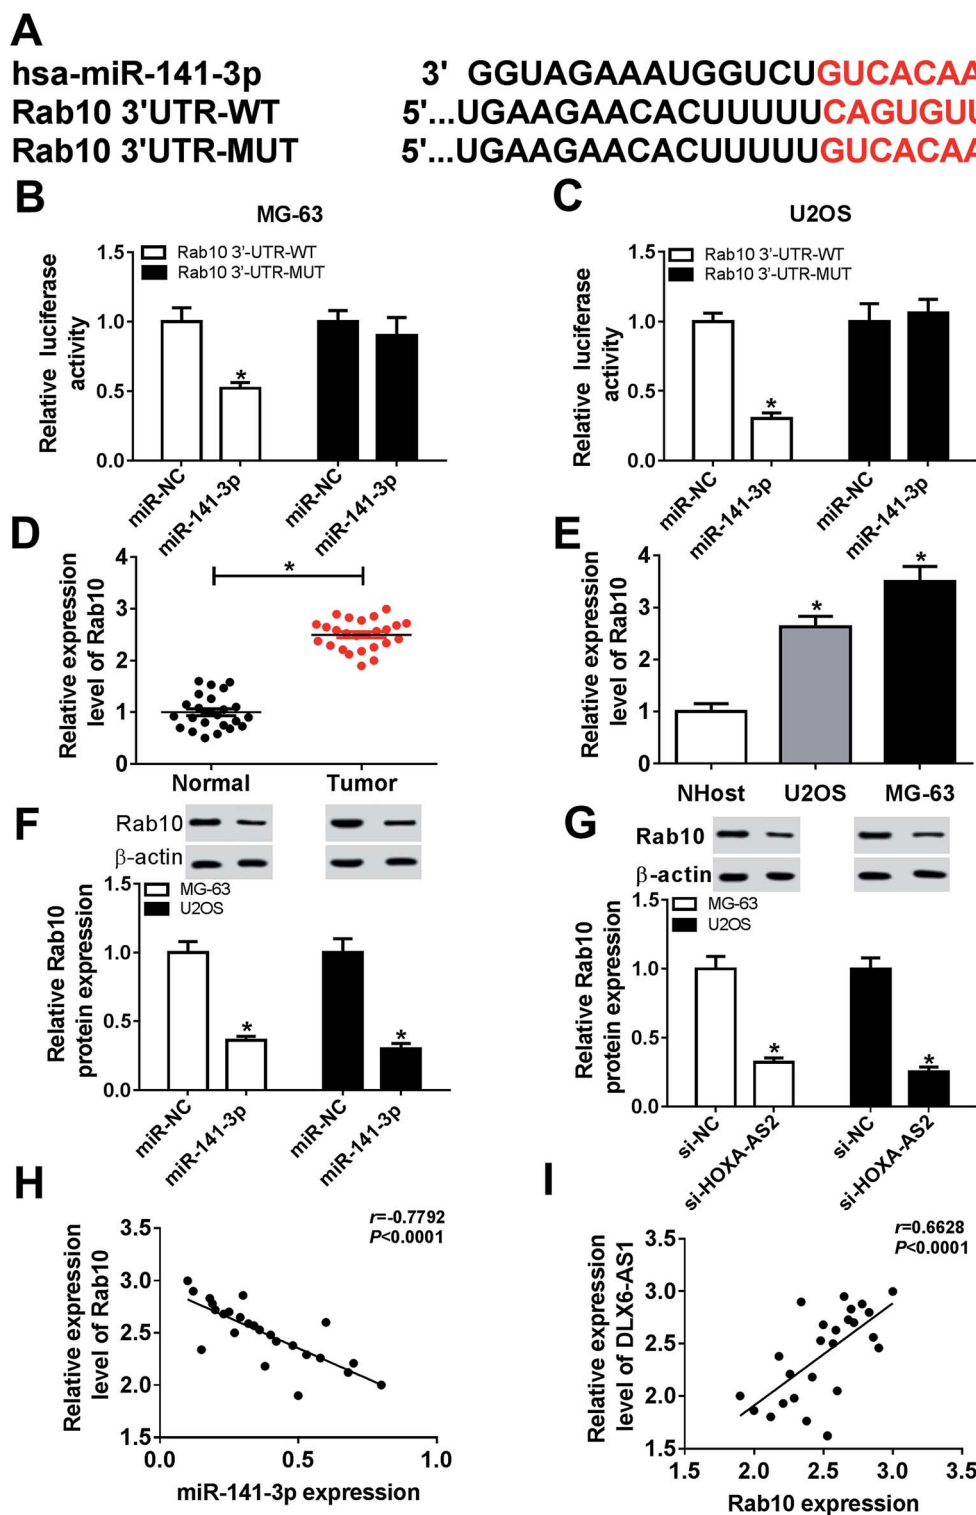 A
hsa-miR-141-3p 3' GGUAGAAAUGGUCUGUCACAA
Rab10 3'UTR-WT 5'...UGAAGAACACUUUUUCAGUGUU
Rab10 3'UTR-MUT 5'...UGAAGAACACUUUUUGUCACAA
B
MG-63
Relative luciferase
activity
Rab10 3'-UTR-WT
Rab10 3'-UTR-MUT
1.5
1.0
0.5
0.0
*
miR-NC
miR-141-3p
miR-NC
miR-141-3p
C
U2OS
Relative luciferase
activity
Rab10 3'-UTR-WT
Rab10 3'-UTR-MUT
1.5
1.0
0.5
0.0
*
miR-NC
miR-141-3p
miR-NC
miR-141-3p
D
Relative expression
level of Rab10
4
3
2
1
0
*
Normal Tumor
E
Relative expression
level of Rab10
4
3
2
1
0
* *
NHost U2OS MG-63
F
Rab10
β-actin
Relative Rab10
protein expression
MG-63
U2OS
1.5
1.0
0.5
0.0
* *
miR-NC
miR-141-3p
miR-NC
miR-141-3p
G
Rab10
β-actin
Relative Rab10
protein expression
MG-63
U2OS
1.5
1.0
0.5
0.0
* *
si-NC
si-HOXA-AS2
si-NC
si-HOXA-AS2
H
r=-0.7792
P<0.0001
Relative expression
level of Rab10
3.5
3.0
2.5
2.0
1.5
0.0 0.5 1.0
miR-141-3p expression
I
r=0.6628
P<0.0001
Relative expression
level of DLX6-AS1
3.5
3.0
2.5
2.0
1.5
1.5 2.0 2.5 3.0 3.5
Rab10 expression